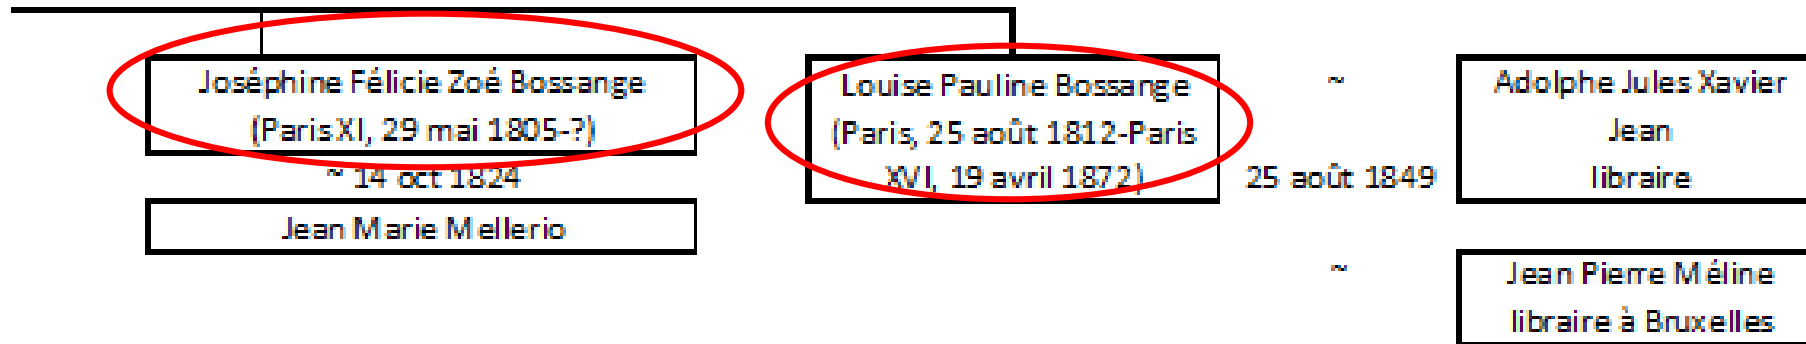 Joséphine Félicie Zoé Bossange
(Paris XI, 29 mai 1805-?)
~ 14 oct 1824
Jean Marie Mellerio
Louise Pauline Bossange
(Paris, 25 août 1812-Paris
XVI, 19 avril 1872)
~
25 août 1849
Adolphe Jules Xavier
Jean
libraire
~
Jean Pierre Méline
libraire à Bruxelles